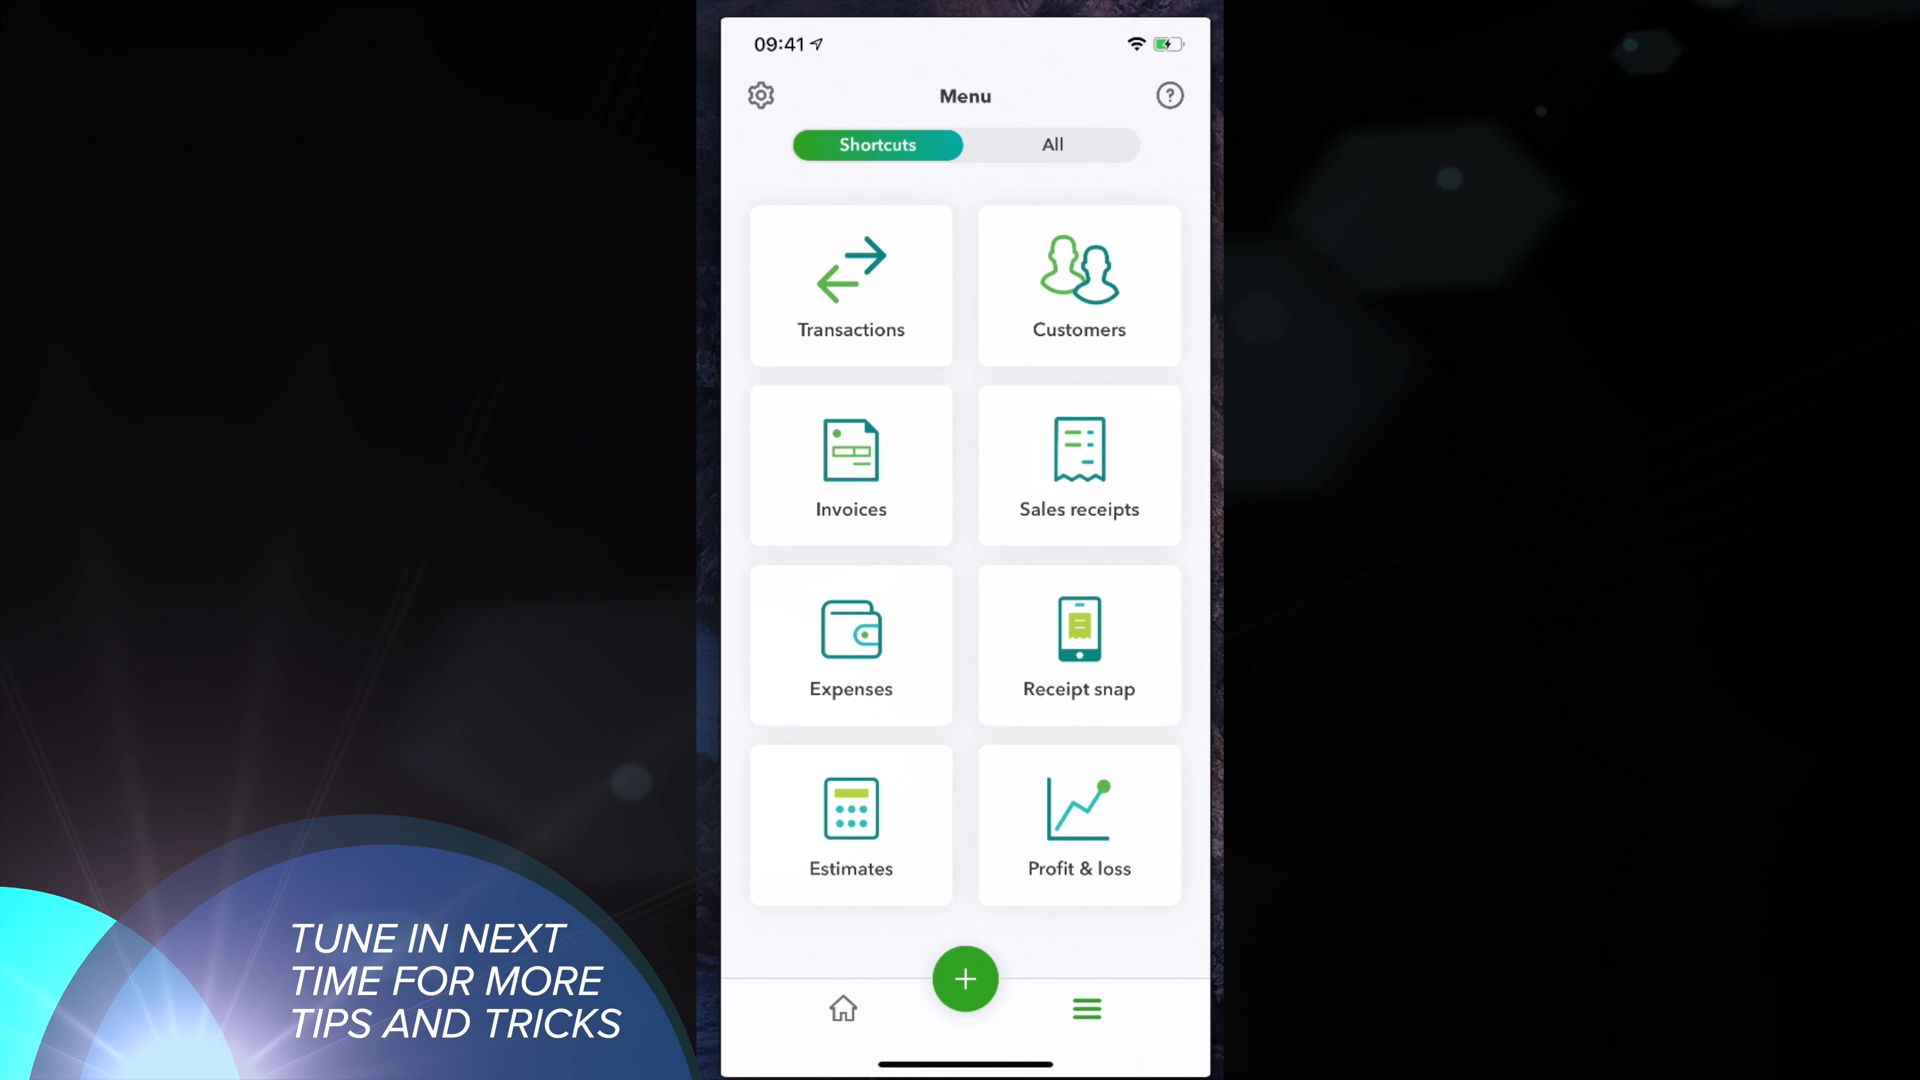 09:41
Menu
Shortcuts
All
Transactions
Customers
Invoices
Sales receipts
Expenses
Receipt snap
Estimates
Profit & loss
TUNE IN NEXT
TIME FOR MORE
TIPS AND TRICKS